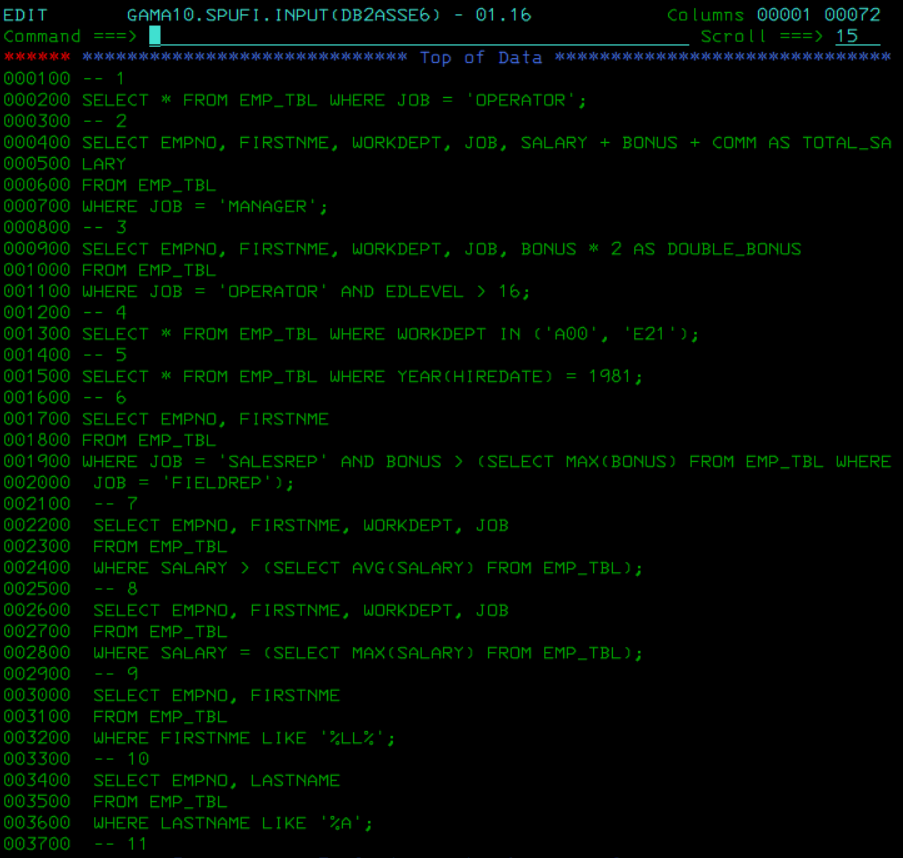 EDIT       GAMA10.SPUFI.INPUT(DB2ASSE6) - 01.16            Columns 00001 00072
Command ===>                                                  Scroll ===> 15
****** ***************************** Top of Data ******************************
000100 -- 1
000200 SELECT * FROM EMP_TBL WHERE JOB = 'OPERATOR';
000300 -- 2
000400 SELECT EMPNO, FIRSTNME, WORKDEPT, JOB, SALARY + BONUS + COMM AS TOTAL_SA
000500 LARY
000600 FROM EMP_TBL
000700 WHERE JOB = 'MANAGER';
000800 -- 3
000900 SELECT EMPNO, FIRSTNME, WORKDEPT, JOB, BONUS * 2 AS DOUBLE_BONUS
001000 FROM EMP_TBL
001100 WHERE JOB = 'OPERATOR' AND EDLEVEL > 16;
001200 -- 4
001300 SELECT * FROM EMP_TBL WHERE WORKDEPT IN ('A00', 'E21');
001400 -- 5
001500 SELECT * FROM EMP_TBL WHERE YEAR(HIREDATE) = 1981;
001600 -- 6
001700 SELECT EMPNO, FIRSTNME
001800 FROM EMP_TBL
001900 WHERE JOB = 'SALESREP' AND BONUS > (SELECT MAX(BONUS) FROM EMP_TBL WHERE
002000  JOB = 'FIELDREP');
002100  -- 7
002200  SELECT EMPNO, FIRSTNME, WORKDEPT, JOB
002300  FROM EMP_TBL
002400  WHERE SALARY > (SELECT AVG(SALARY) FROM EMP_TBL);
002500  -- 8
002600  SELECT EMPNO, FIRSTNME, WORKDEPT, JOB
002700  FROM EMP_TBL
002800  WHERE SALARY = (SELECT MAX(SALARY) FROM EMP_TBL);
002900  -- 9
003000  SELECT EMPNO, FIRSTNME
003100  FROM EMP_TBL
003200  WHERE FIRSTNME LIKE '%LL%';
003300  -- 10
003400  SELECT EMPNO, LASTNAME
003500  FROM EMP_TBL
003600  WHERE LASTNAME LIKE '%A';
003700  -- 11